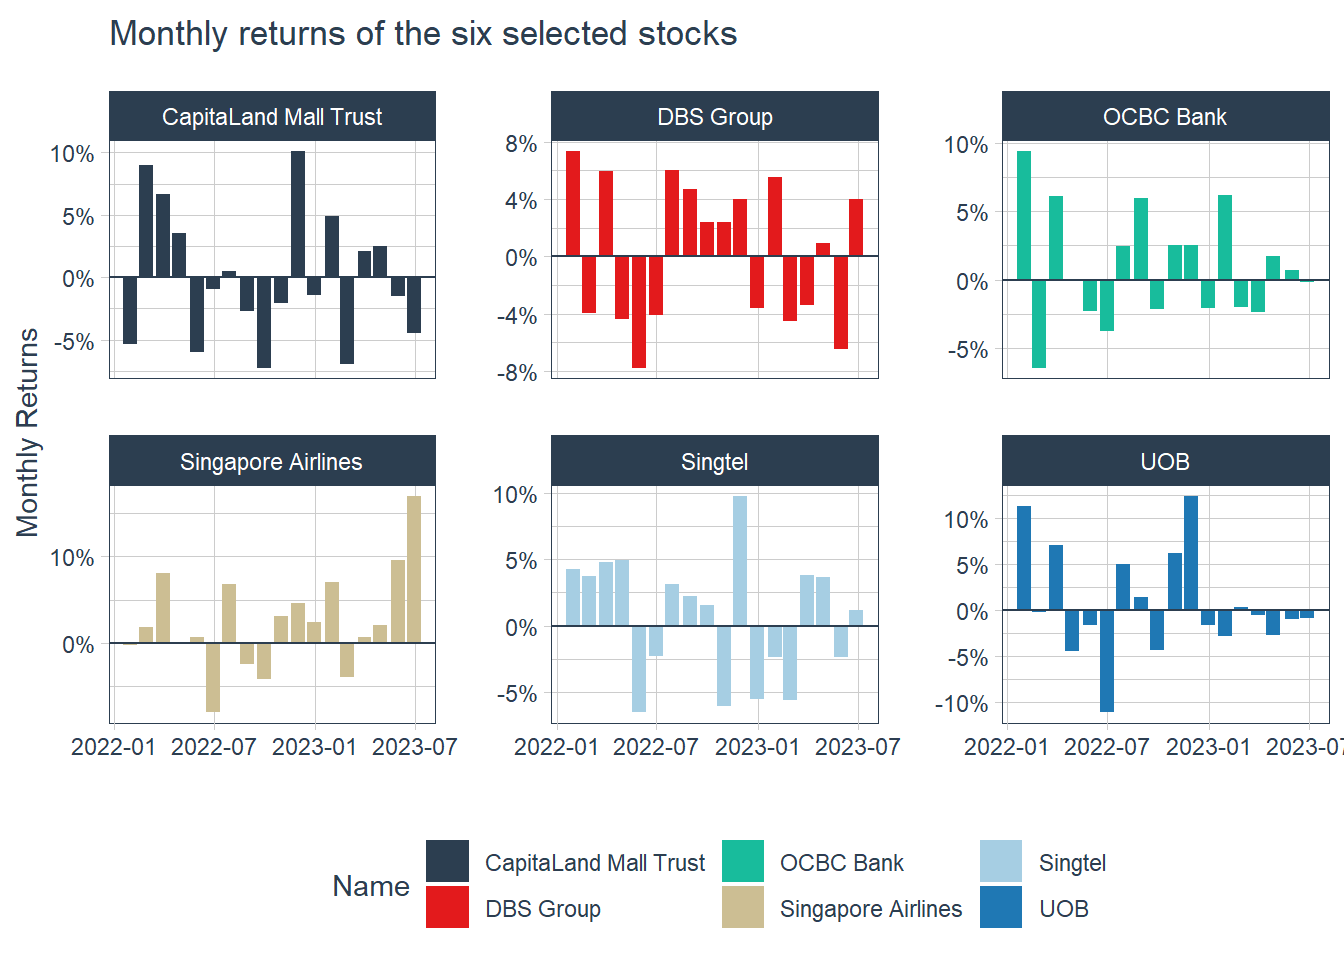 Monthly returns of the six selected stocks
CapitaLand Mall Trust
DBS Group
OCBC Bank
10%
5%
0%
-5%
8%
4%
0%
-4%
-8%
10%
5%
0%
-5%
Monthly Returns
Singapore Airlines
Singtel
UOB
10%
0%
10%
5%
0%
-5%
10%
5%
0%
-5%
-10%
2022-01 2022-07 2023-01 2023-07
2022-01 2022-07 2023-01 2023-07
2022-01 2022-07 2023-01 2023-07
Name
CapitaLand Mall Trust
DBS Group
OCBC Bank
Singapore Airlines
Singtel
UOB